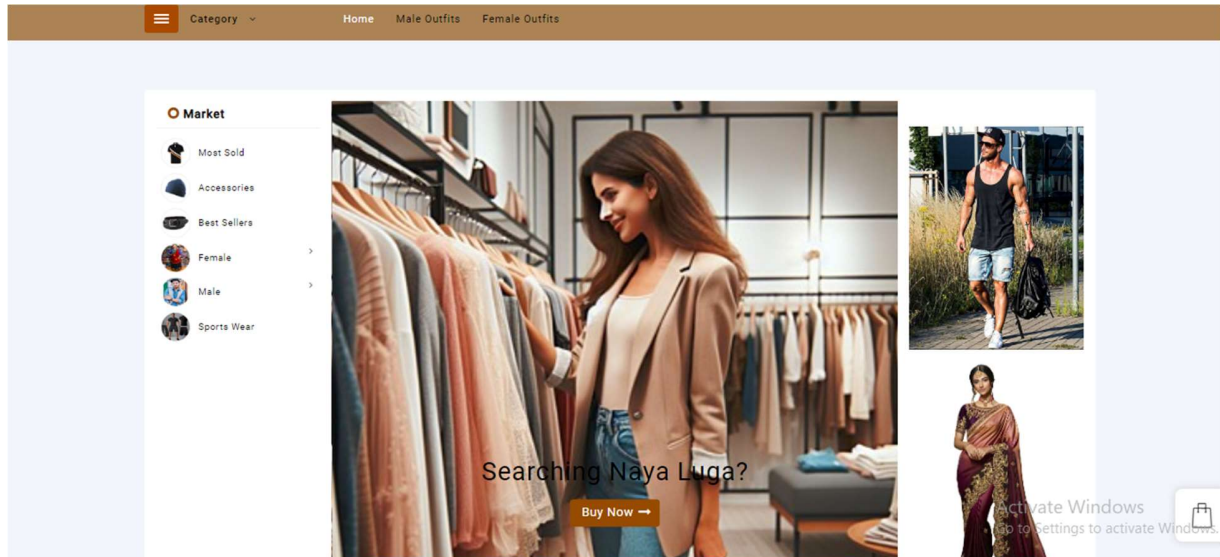 Category
Home Male Outfits Female Outfits
Market
Most Sold
Accessories
Best Sellers
Female
Male
Sports Wear
Searching Naya Luga?
Buy Now →
Activate Windows
Go to Settings to activate Windows.